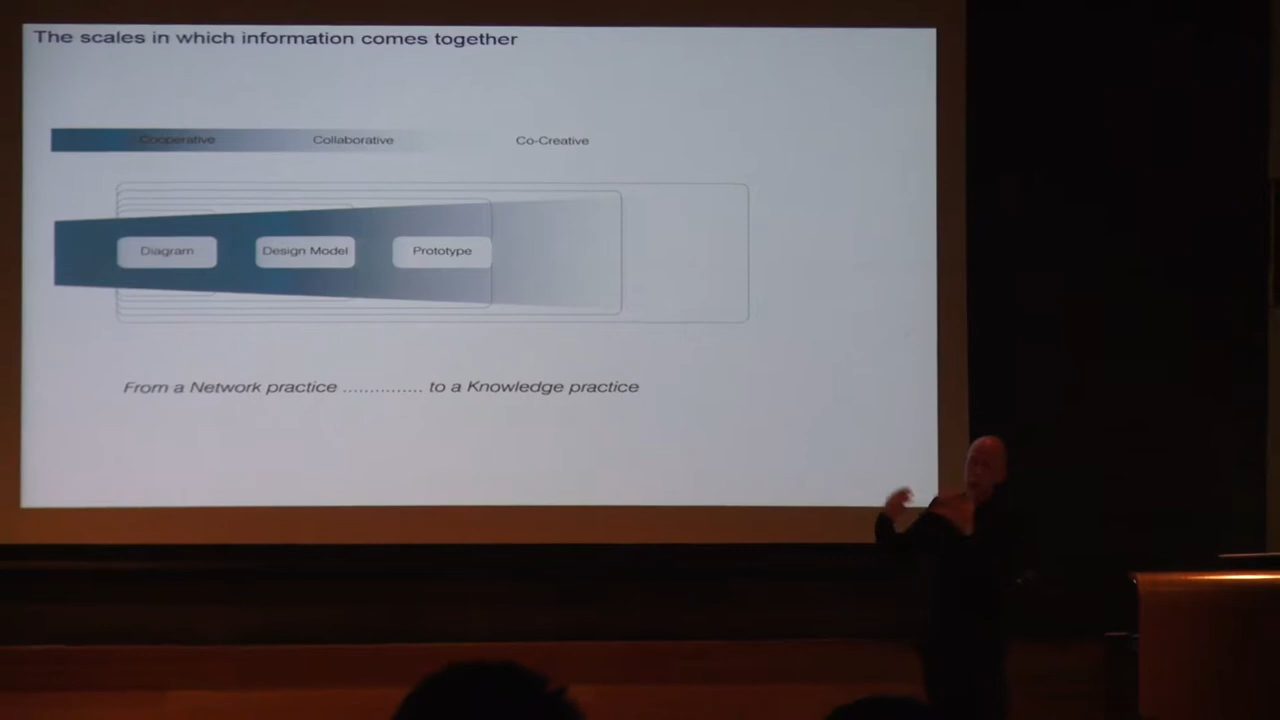 The scales in which information comes together
Cooperative Collaborative Co-Creative
Diagram Design Model Prototype
From a Network practice .............. to a Knowledge practice